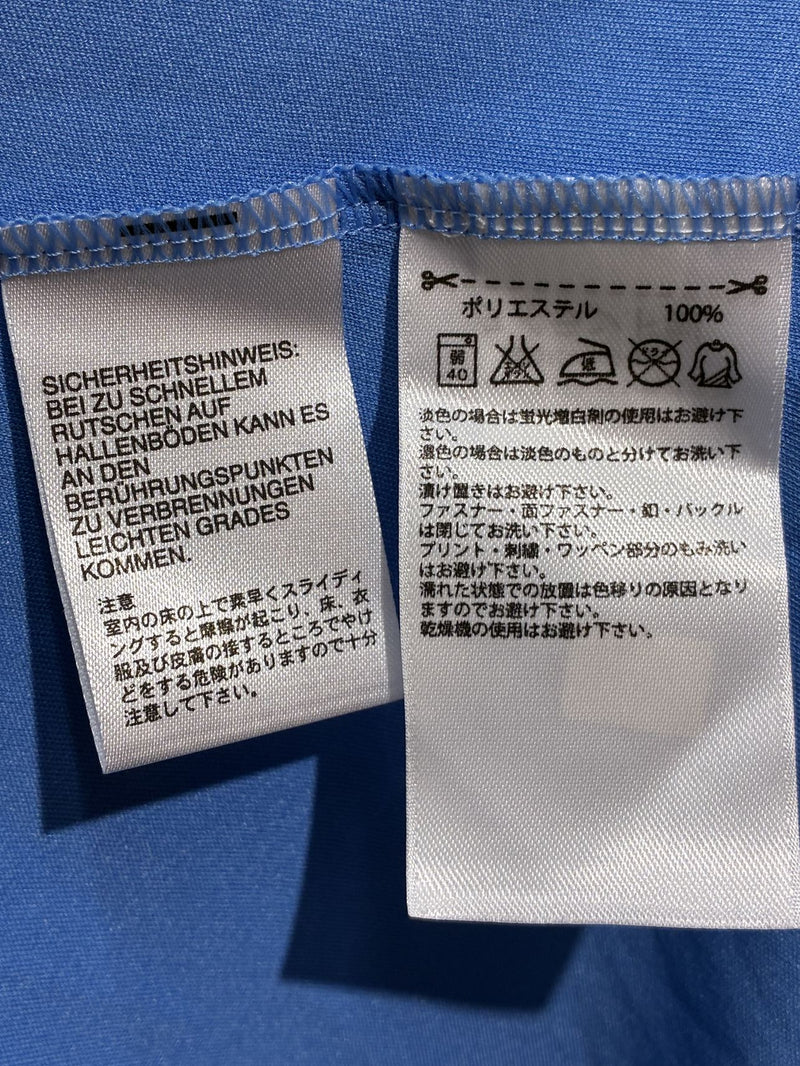 SICHERHEITSHINWEIS:
BEI ZU SCHNELLEM
RUTSCHEN AUF
HALLENBÖDEN KANN ES
AN DEN
BERÜHRUNGSPUNKTEN
ZU VERBRENNUNGEN
LEICHTEN GRADES
KOMMEN.
注意
室内の床の上で素早くスライディ
ングすると摩擦が起こり、床、衣
服及び皮膚の接するところでやけ
どをする危険がありますので十分
注意して下さい。
ポリエステル 100%
弱 40 低
淡色の場合は蛍光増白剤の使用はお避け下
さい。
濃色の場合は淡色のものと分けてお洗い下
さい。
漬け置きはお避け下さい。
ファスナー・面ファスナー・釦・バックル
は閉じてお洗い下さい。
プリント・刺繍・ワッペン部分のもみ洗い
はお避け下さい。
濡れた状態での放置は色移りの原因となり
ますのでお避け下さい。
乾燥機の使用はお避け下さい。